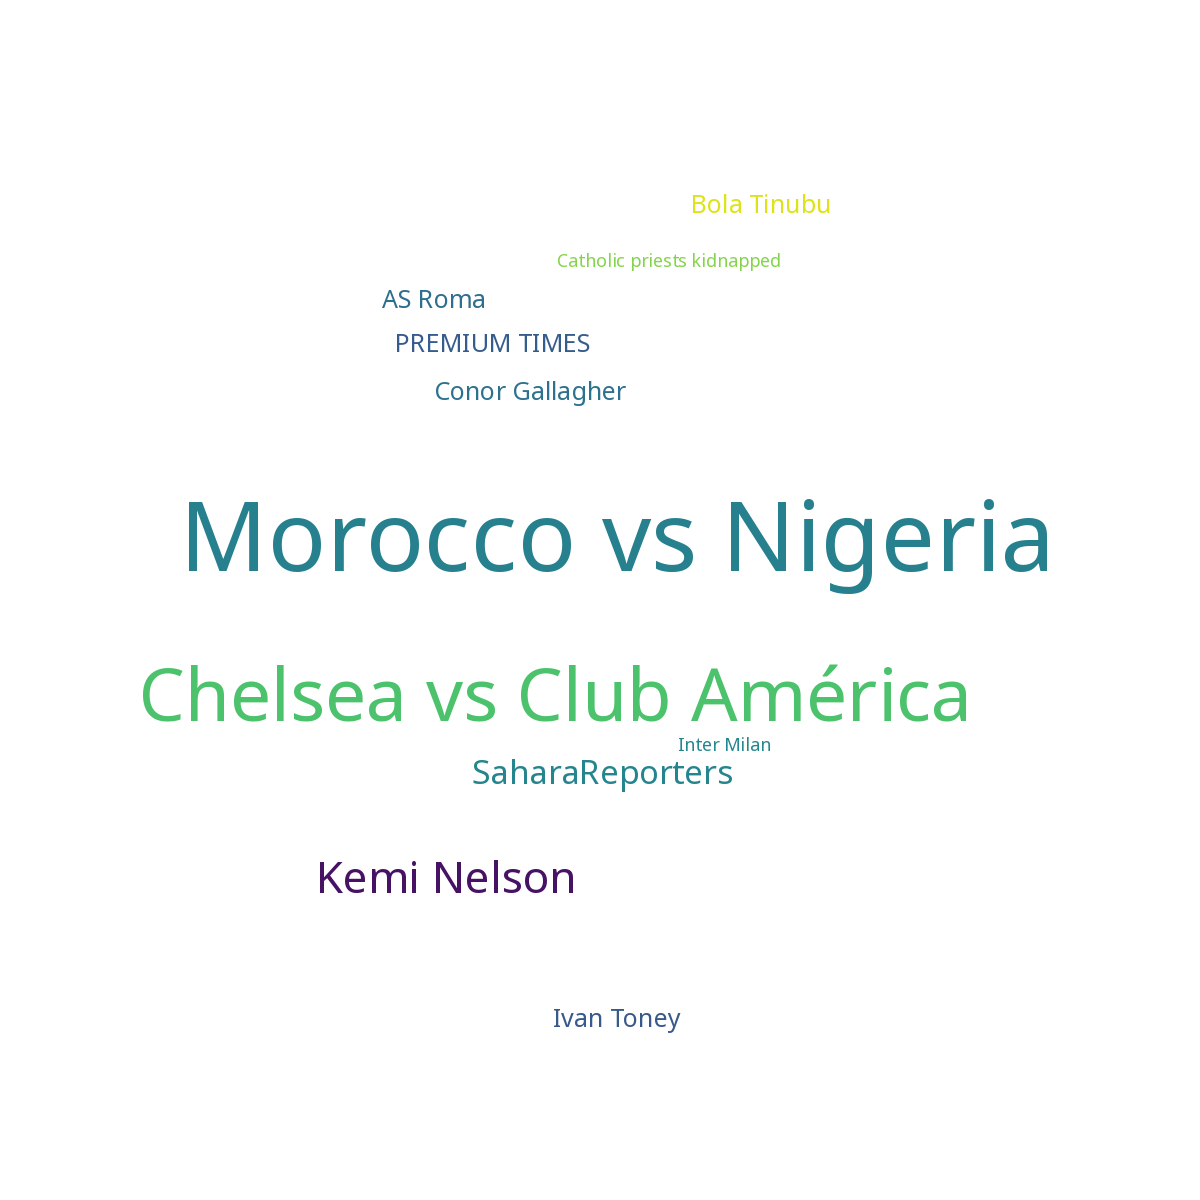 Bola Tinubu
Catholic priests kidnapped
AS Roma
PREMIUM TIMES
Conor Gallagher
Morocco vs Nigeria
Chelsea vs Club América
Inter Milan
SaharaReporters
Kemi Nelson
Ivan Toney